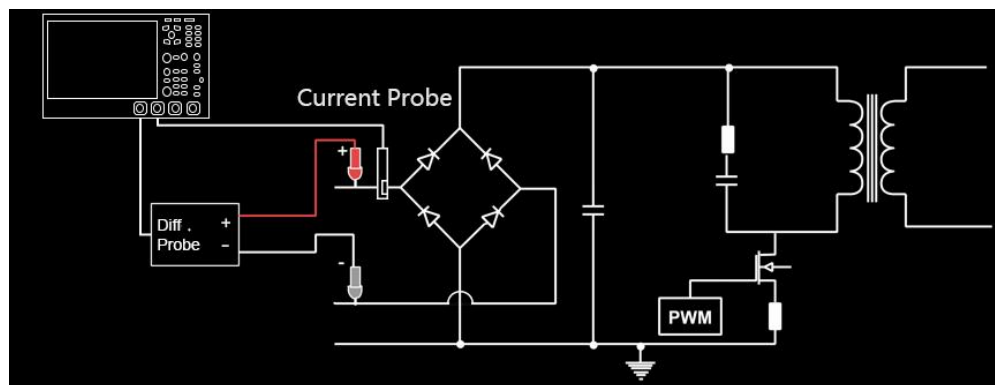 Current Probe
+
Diff .
Probe
+
-
-
PWM